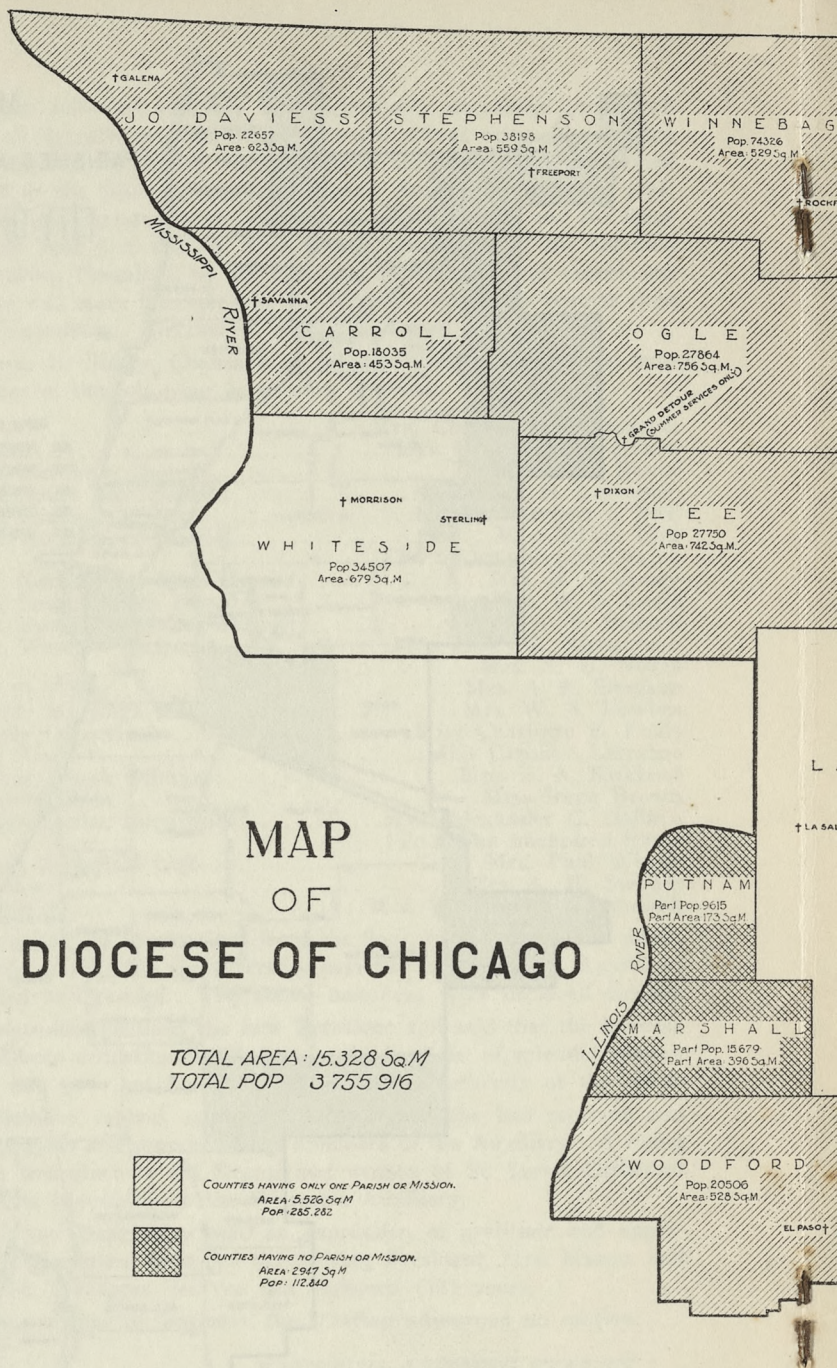 † GALENA
JO DAVIESS
Pop. 22657
Area: 623 Sq. M.
STEPHENSON
Pop. 38198
Area: 559 Sq. M.
† FREEPORT
WINNEBAG
Pop. 74326
Area: 529 Sq M
† ROCKF
MISSISSIPPI
RIVER
† SAVANNA
CARROLL
Pop. 18035
Area: 453 Sq. M
OGLE
Pop. 27864
Area: 756 Sq. M.
† GRAND DETOUR
(SUMMER SERVICES ONLY)
† MORRISON
STERLING †
WHITESIDE
Pop 34507
Area: 679 Sq. M
† DIXON
LEE
Pop 27750
Area: 742 Sq. M.
L
† LA SAL
MAP
OF
DIOCESE OF CHICAGO
TOTAL AREA: 15.328 Sq. M
TOTAL POP 3 755 916
PUTNAM
Part Pop. 9615
Part Area 173 Sq M
ILLINOIS RIVER
MARSHALL
Part Pop. 15.679
Part Area: 396 Sq. M.
WOODFORD
Pop. 20506
Area: 528 Sq M
EL PASO †
COUNTIES HAVING ONLY ONE PARISH OR MISSION.
AREA: 5.526 Sq M
POP: 285.282
COUNTIES HAVING NO PARISH OR MISSION.
AREA: 2947 Sq M
POP: 112.840